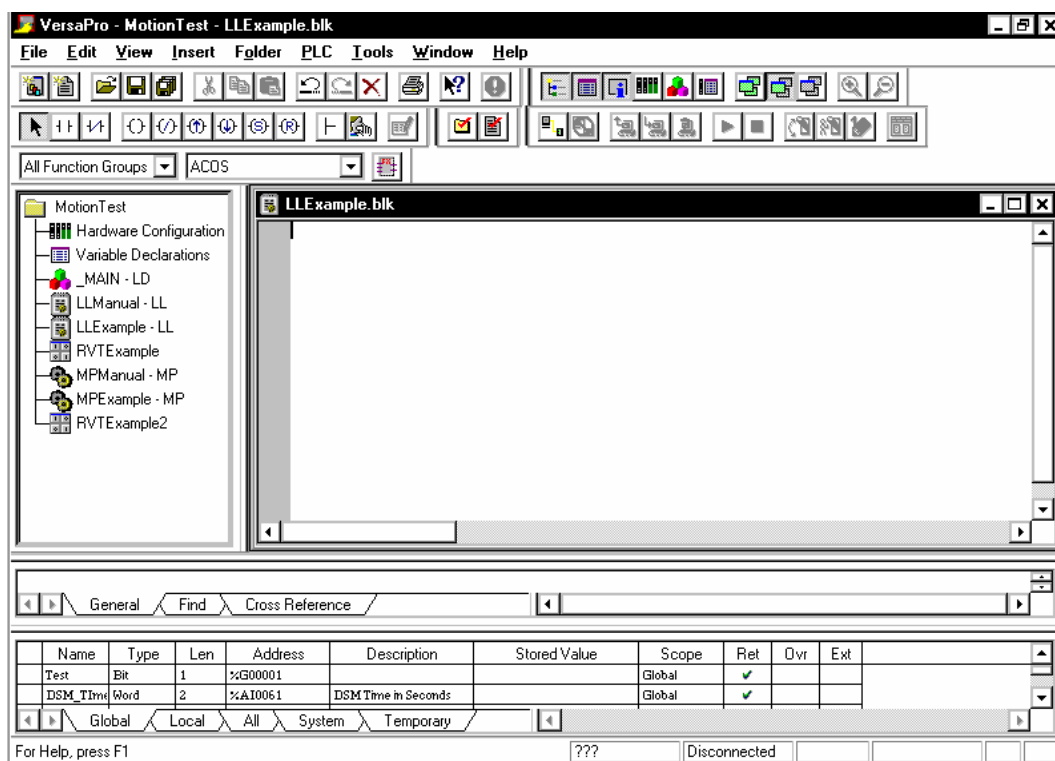 VersaPro - MotionTest - LLExample.blk
File Edit View Insert Folder PLC Tools Window Help
All Function Groups ACOS
MotionTest
Hardware Configuration
Variable Declarations
_MAIN - LD
LLManual - LL
LLExample - LL
RVTExample
MPManual - MP
MPExample - MP
RVTExample2
LLExample.blk
General Find Cross Reference
Name Type Len Address Description Stored Value Scope Ret Ovr Ext
Test Bit 1 %G00001 Global
DSM_TIme Word 2 %AI0061 DSM Time in Seconds Global
Global Local All System Temporary
For Help, press F1 ??? Disconnected